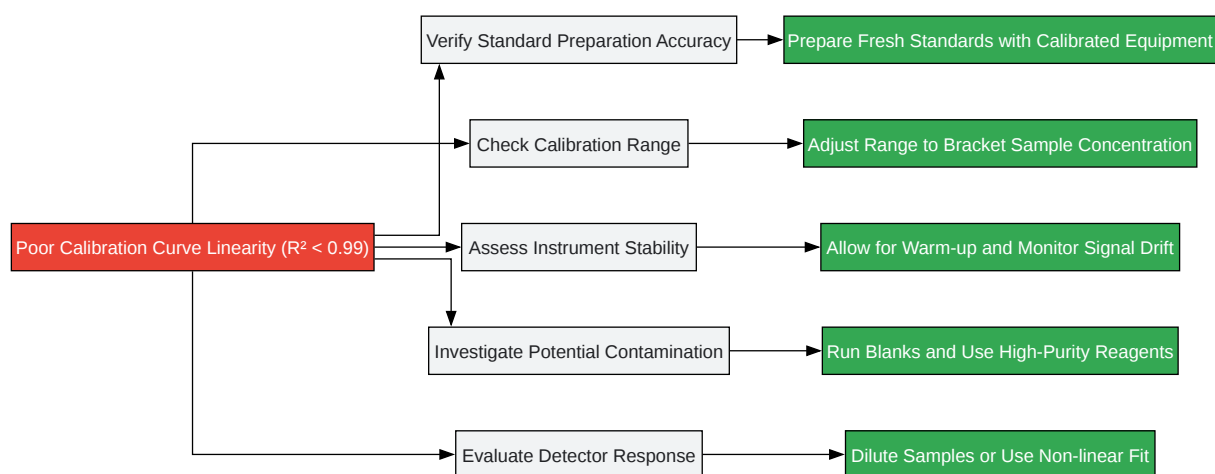 Verify Standard Preparation Accuracy
Prepare Fresh Standards with Calibrated Equipment
Check Calibration Range
Adjust Range to Bracket Sample Concentration
Poor Calibration Curve Linearity (R² < 0.99)
Assess Instrument Stability
Allow for Warm-up and Monitor Signal Drift
Investigate Potential Contamination
Run Blanks and Use High-Purity Reagents
Evaluate Detector Response
Dilute Samples or Use Non-linear Fit